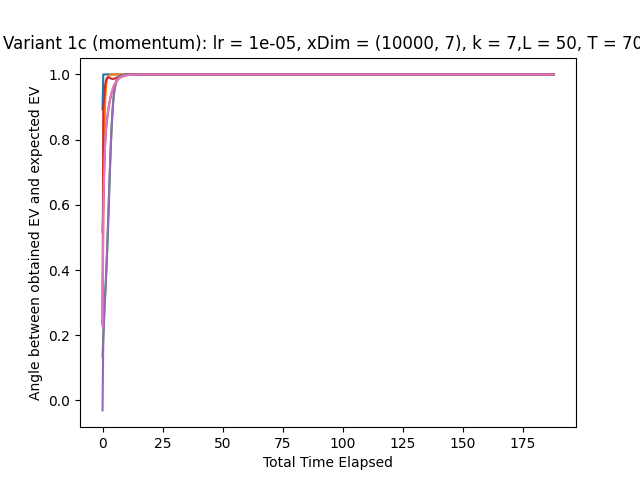 Variant 1c (momentum): lr = 1e-05, xDim = (10000, 7), k = 7,L = 50, T = 70
1.0
0.8
0.6
0.4
0.2
0.0
Angle between obtained EV and expected EV
0 25 50 75 100 125 150 175
Total Time Elapsed